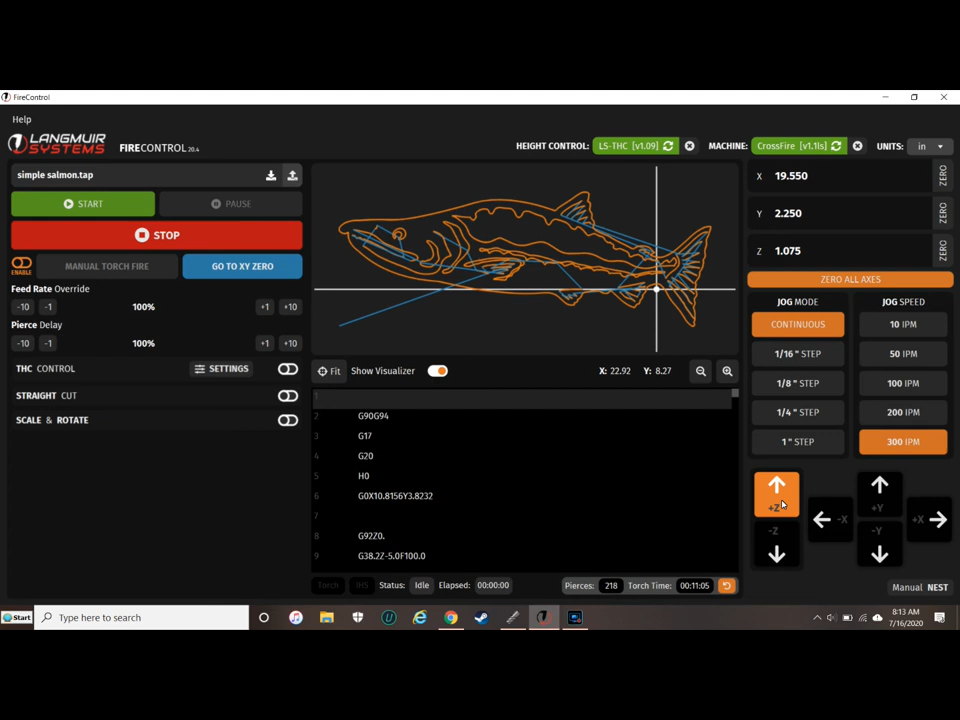 FireControl
Help
LANGMUIR
SYSTEMS
FIRECONTROL 20.4
HEIGHT CONTROL: LS-THC [v1.09]
MACHINE: CrossFire [v1.1ls]
UNITS: in
simple salmon.tap
START
PAUSE
STOP
ENABLE
MANUAL TORCH FIRE
GO TO XY ZERO
Feed Rate Override
-10 -1 100% +1 +10
Pierce Delay
-10 -1 100% +1 +10
THC CONTROL SETTINGS
STRAIGHT CUT
SCALE & ROTATE
Fit Show Visualizer X: 22.92 Y: 8.27
1
2 G90G94
3 G17
4 G20
5 H0
6 G0X10.8156Y3.8232
7
8 G92Z0.
9 G38.2Z-5.0F100.0
Torch IHS Status: Idle Elapsed: 00:00:00 Pierces: 218 Torch Time: 00:11:05
X 19.550 ZERO
Y 2.250 ZERO
Z 1.075 ZERO
ZERO ALL AXES
JOG MODE JOG SPEED
CONTINUOUS 10 IPM
1/16 " STEP 50 IPM
1/8 " STEP 100 IPM
1/4 " STEP 200 IPM
1 " STEP 300 IPM
+Z +Y
-X +X
-Z -Y
Manual NEST
Start Type here to search
8:13 AM
7/16/2020